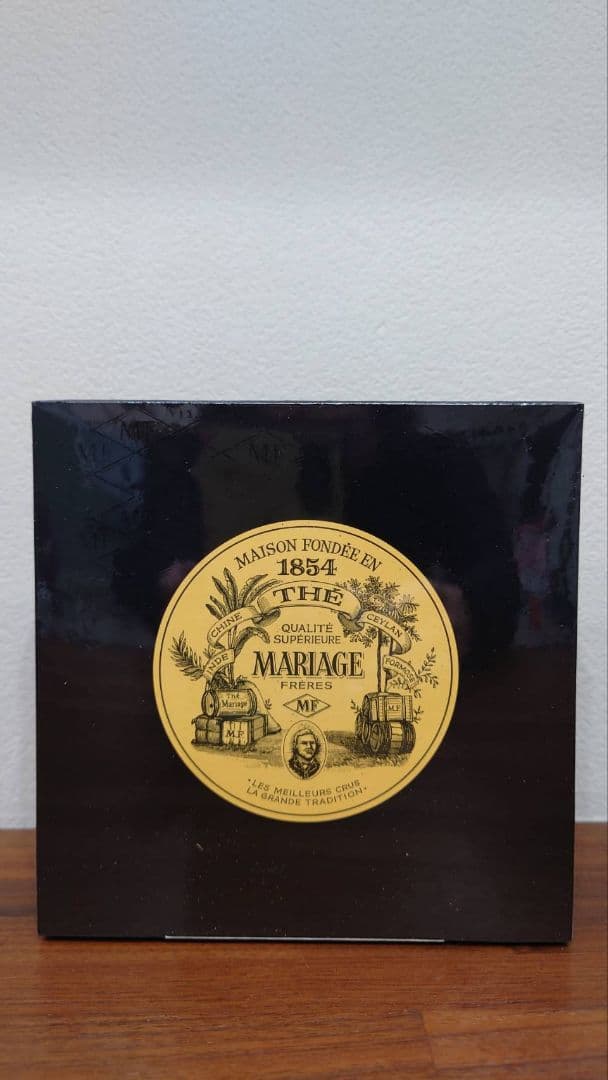 MAISON FONDÉE EN
1854
THÉ
CHINE
CEYLAN
INDE
FORMOSE
QUALITÉ
SUPÉRIEURE
MARIAGE
FRÈRES
MF
Thé
Mariage
M.F
M.F
•LES MEILLEURS CRUS
LA GRANDE TRADITION•